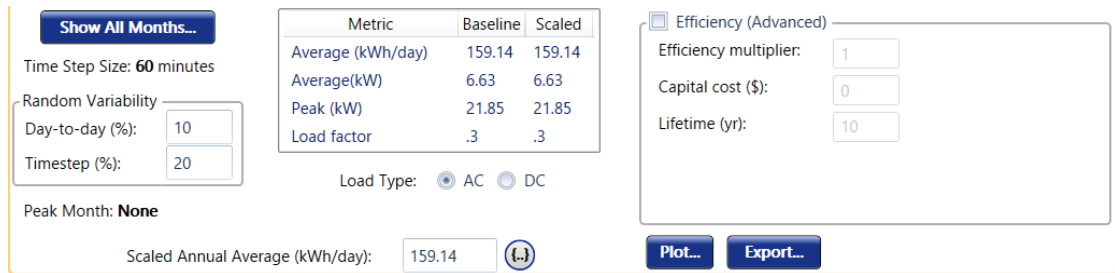 Show All Months...
Time Step Size: 60 minutes
Random Variability
Day-to-day (%): 10
Timestep (%): 20
Peak Month: None
Metric Baseline Scaled
Average (kWh/day) 159.14 159.14
Average(kW) 6.63 6.63
Peak (kW) 21.85 21.85
Load factor .3 .3
Load Type: AC DC
Scaled Annual Average (kWh/day): 159.14 {..}
Efficiency (Advanced)
Efficiency multiplier: 1
Capital cost ($): 0
Lifetime (yr): 10
Plot... Export...